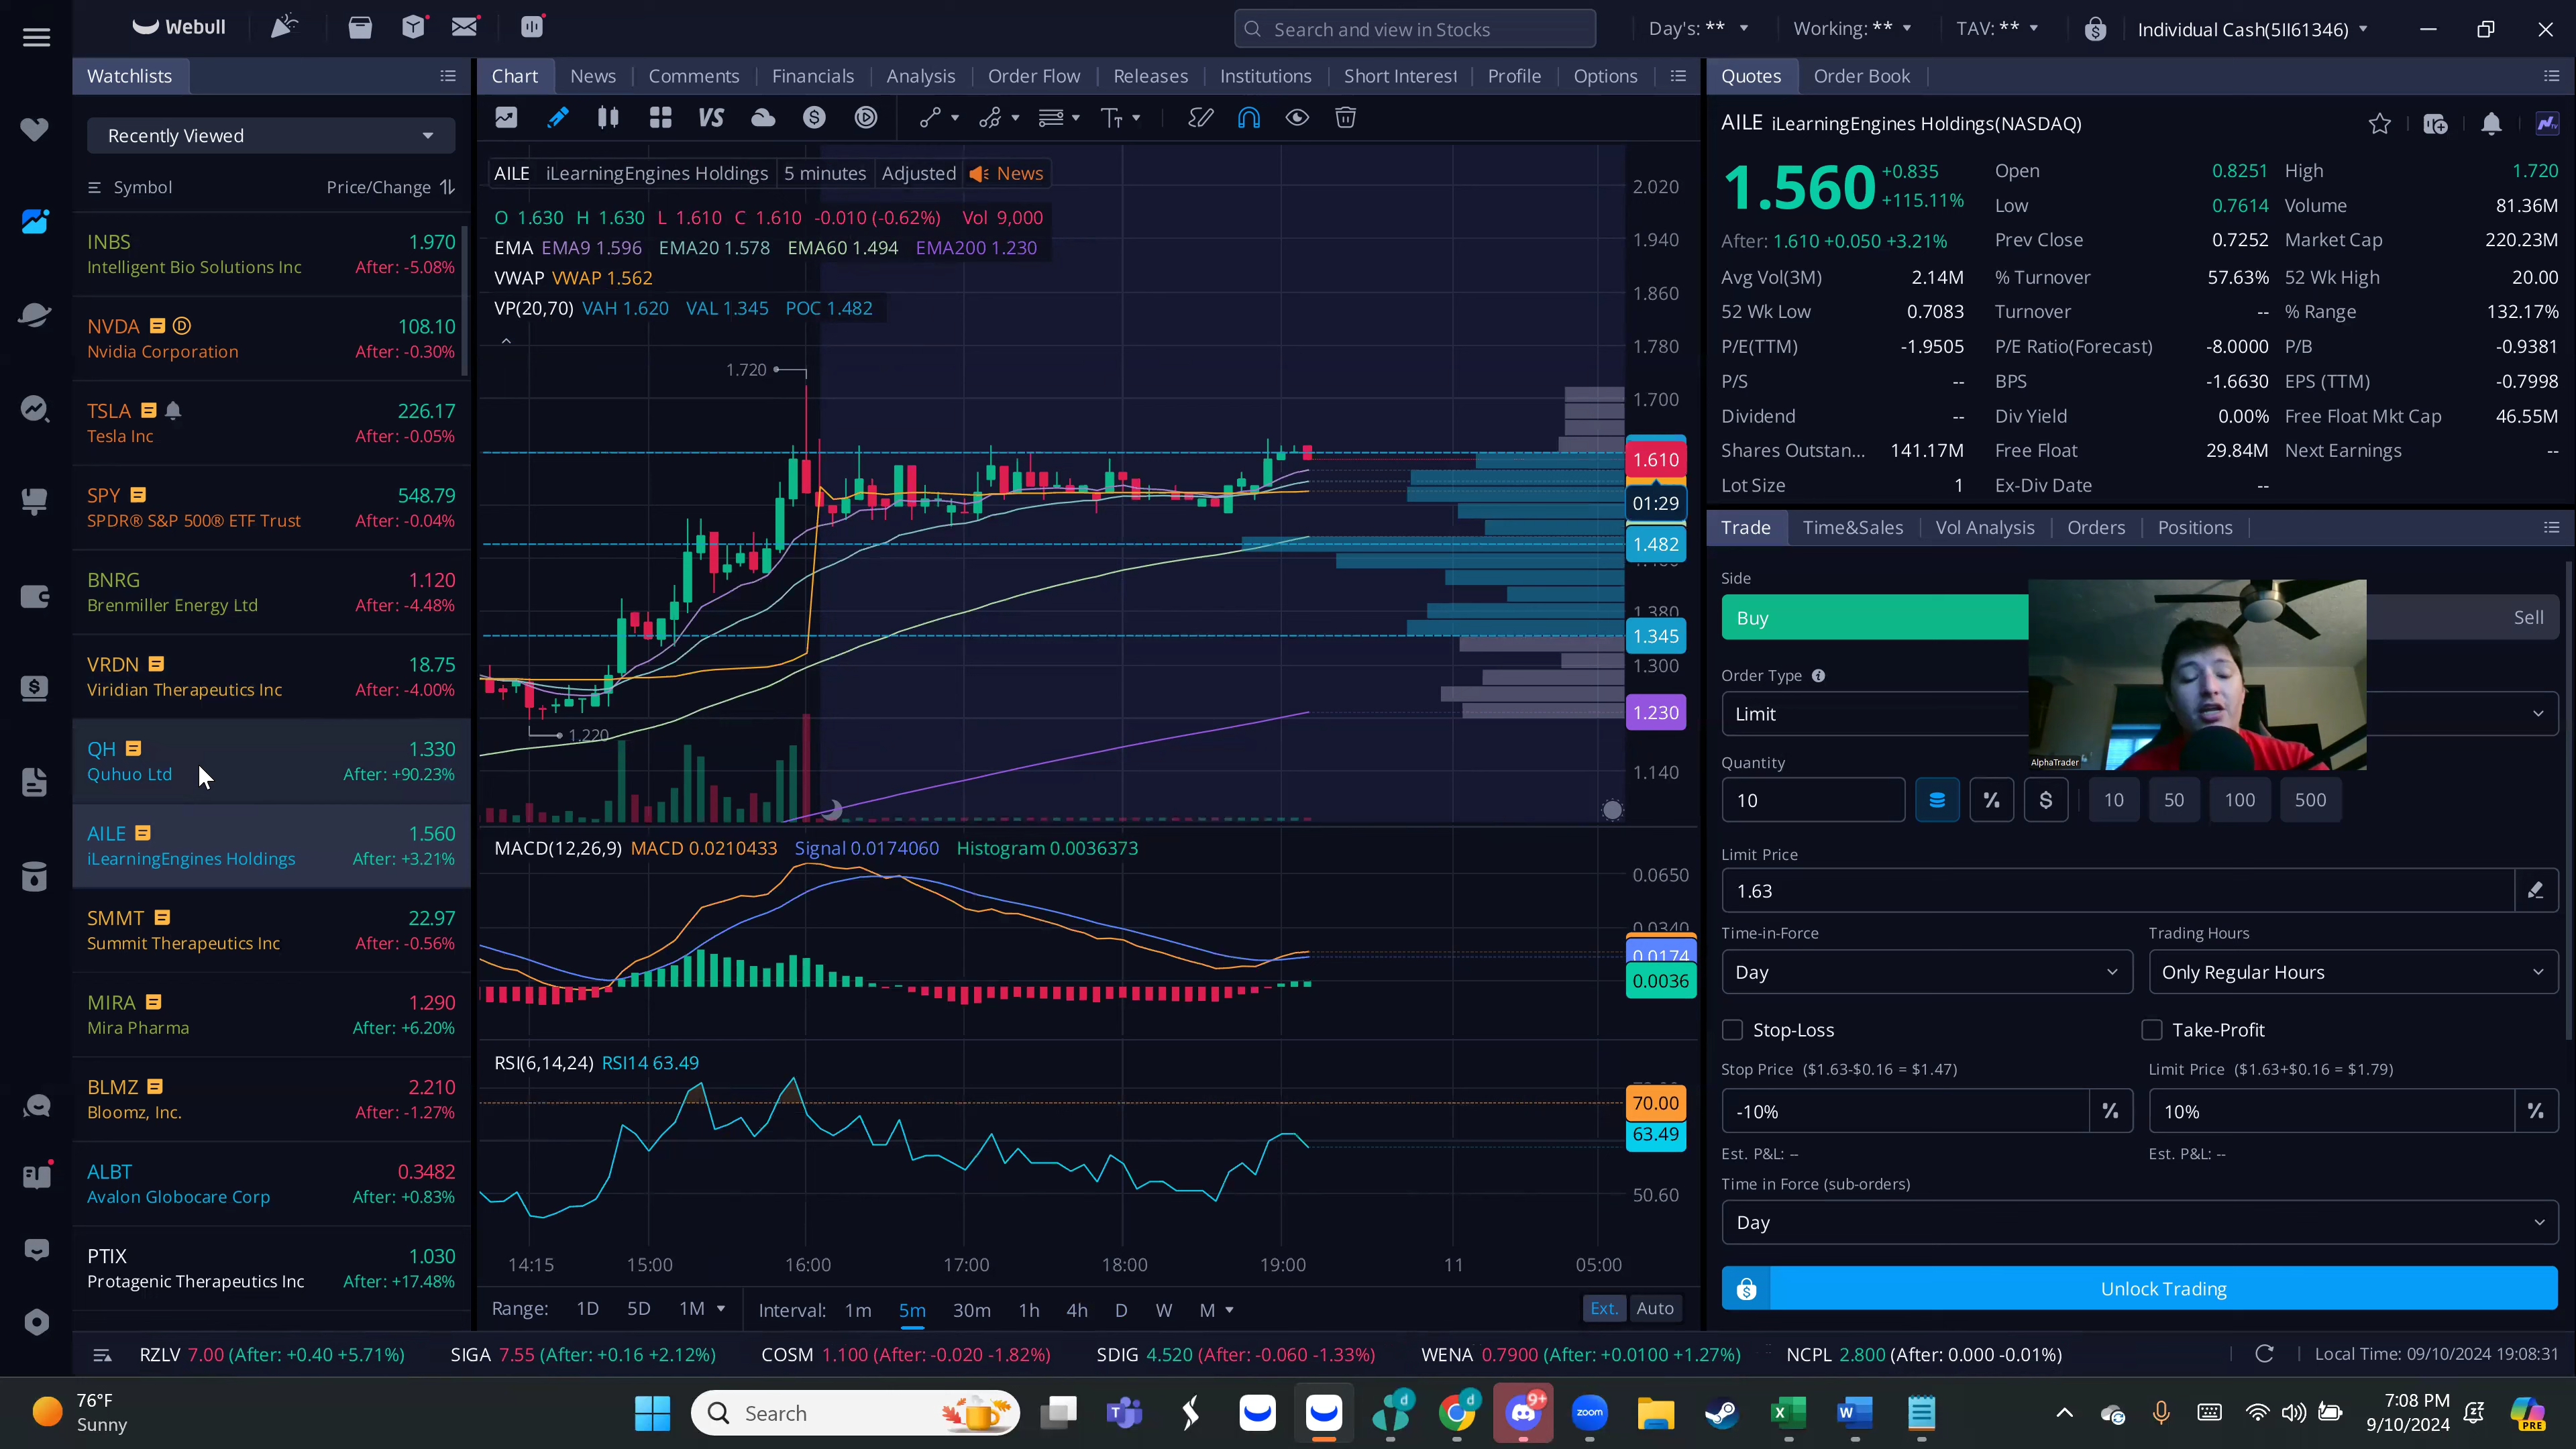 Webull
Search and view in Stocks
Day's: **
Working: **
TAV: **
Individual Cash(5II61346)
Watchlists
Chart
News
Comments
Financials
Analysis
Order Flow
Releases
Institutions
Short Interest
Profile
Options
Quotes
Order Book
Recently Viewed
Symbol
Price/Change
INBS 1.970
Intelligent Bio Solutions Inc After: -5.08%
NVDA D 108.10
Nvidia Corporation After: -0.30%
TSLA 226.17
Tesla Inc After: -0.05%
SPY 548.79
SPDR® S&P 500® ETF Trust After: -0.04%
BNRG 1.120
Brenmiller Energy Ltd After: -4.48%
VRDN 18.75
Viridian Therapeutics Inc After: -4.00%
QH 1.330
Quhuo Ltd After: +90.23%
AILE 1.560
iLearningEngines Holdings After: +3.21%
SMMT 22.97
Summit Therapeutics Inc After: -0.56%
MIRA 1.290
Mira Pharma After: +6.20%
BLMZ 2.210
Bloomz, Inc. After: -1.27%
ALBT 0.3482
Avalon Globocare Corp After: +0.83%
PTIX 1.030
Protagenic Therapeutics Inc After: +17.48%
VS
AILE iLearningEngines Holdings 5 minutes Adjusted News
O 1.630 H 1.630 L 1.610 C 1.610 -0.010 (-0.62%) Vol 9,000
EMA EMA9 1.596 EMA20 1.578 EMA60 1.494 EMA200 1.230
VWAP VWAP 1.562
VP(20,70) VAH 1.620 VAL 1.345 POC 1.482
1.720
1.220
2.020
1.940
1.860
1.780
1.700
1.610
01:29
1.482
1.380
1.345
1.300
1.230
1.140
MACD(12,26,9) MACD 0.0210433 Signal 0.0174060 Histogram 0.0036373
0.0650
0.0340
0.0174
0.0036
RSI(6,14,24) RSI14 63.49
70.00
63.49
50.60
14:15 15:00 16:00 17:00 18:00 19:00 11 05:00
Range: 1D 5D 1M Interval: 1m 5m 30m 1h 4h D W M Ext. Auto
AILE iLearningEngines Holdings(NASDAQ)
1.560 +0.835
+115.11%
After: 1.610 +0.050 +3.21%
Open 0.8251 High 1.720
Low 0.7614 Volume 81.36M
Prev Close 0.7252 Market Cap 220.23M
Avg Vol(3M) 2.14M % Turnover 57.63% 52 Wk High 20.00
52 Wk Low 0.7083 Turnover -- % Range 132.17%
P/E(TTM) -1.9505 P/E Ratio(Forecast) -8.0000 P/B -0.9381
P/S -- BPS -1.6630 EPS (TTM) -0.7998
Dividend -- Div Yield 0.00% Free Float Mkt Cap 46.55M
Shares Outstan... 141.17M Free Float 29.84M Next Earnings --
Lot Size 1 Ex-Div Date --
Trade
Time&Sales
Vol Analysis
Orders
Positions
Side
Buy Sell
Order Type
Limit
AlphaTrader
Quantity
10 % $ 10 50 100 500
Limit Price
1.63
Time-in-Force Trading Hours
Day Only Regular Hours
Stop-Loss Take-Profit
Stop Price ($1.63-$0.16 = $1.47) Limit Price ($1.63+$0.16 = $1.79)
-10% % 10% %
Est. P&L: -- Est. P&L: --
Time in Force (sub-orders)
Day
Unlock Trading
RZLV 7.00 (After: +0.40 +5.71%) SIGA 7.55 (After: +0.16 +2.12%) COSM 1.100 (After: -0.020 -1.82%) SDIG 4.520 (After: -0.060 -1.33%) WENA 0.7900 (After: +0.0100 +1.27%) NCPL 2.800 (After: 0.000 -0.01%) Local Time: 09/10/2024 19:08:31
76°F
Sunny
Search
zoom
9+
7:08 PM
9/10/2024
PRE